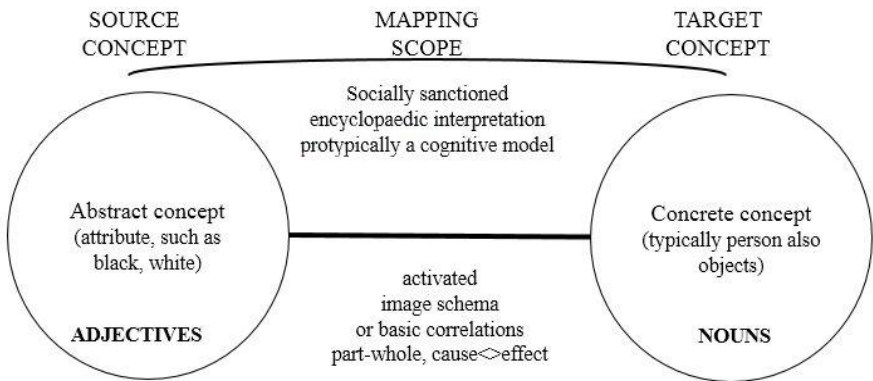 SOURCE
CONCEPT
MAPPING
SCOPE
TARGET
CONCEPT
Socially sanctioned
encyclopaedic interpretation
protypically a cognitive model
Abstract concept
(attribute, such as
black, white)
ADJECTIVES
activated
image schema
or basic correlations
part-whole, cause<>effect
Concrete concept
(typically person also
objects)
NOUNS